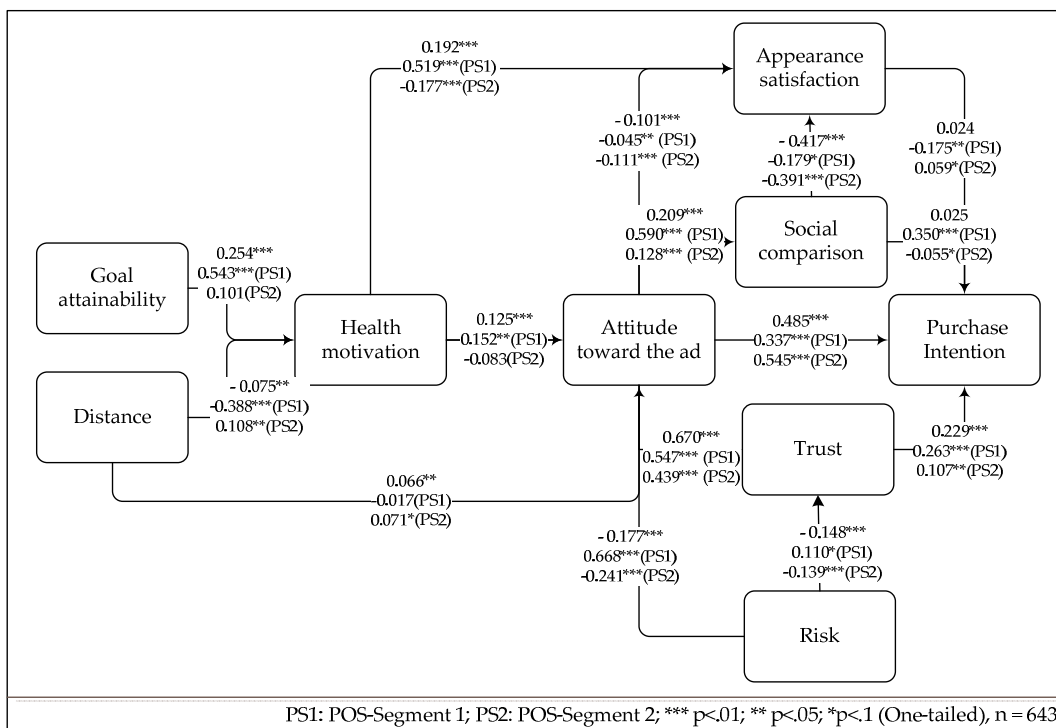 0.192***
0.519***(PS1)
-0.177***(PS2)
Appearance
satisfaction
- 0.101***
-0.045** (PS1)
-0.111*** (PS2)
- 0.417***
-0.179*(PS1)
-0.391***(PS2)
0.024
-0.175**(PS1)
0.059*(PS2)
0.209***
0.590*** (PS1)
0.128*** (PS2)
Social
comparison
0.025
0.350***(PS1)
-0.055*(PS2)
Goal
attainability
0.254***
0.543***(PS1)
0.101(PS2)
Health
motivation
0.125***
0.152**(PS1)
-0.083(PS2)
Attitude
toward the ad
0.485***
0.337***(PS1)
0.545***(PS2)
Purchase
Intention
Distance
- 0.075**
-0.388***(PS1)
0.108**(PS2)
0.670***
0.547*** (PS1)
0.439*** (PS2)
Trust
0.229***
0.263***(PS1)
0.107**(PS2)
0.066**
-0.017(PS1)
0.071*(PS2)
- 0.177***
0.668***(PS1)
-0.241***(PS2)
- 0.148***
0.110*(PS1)
-0.139***(PS2)
Risk
PS1: POS-Segment 1; PS2: POS-Segment 2; *** p<.01; ** p<.05; *p<.1 (One-tailed), n = 643